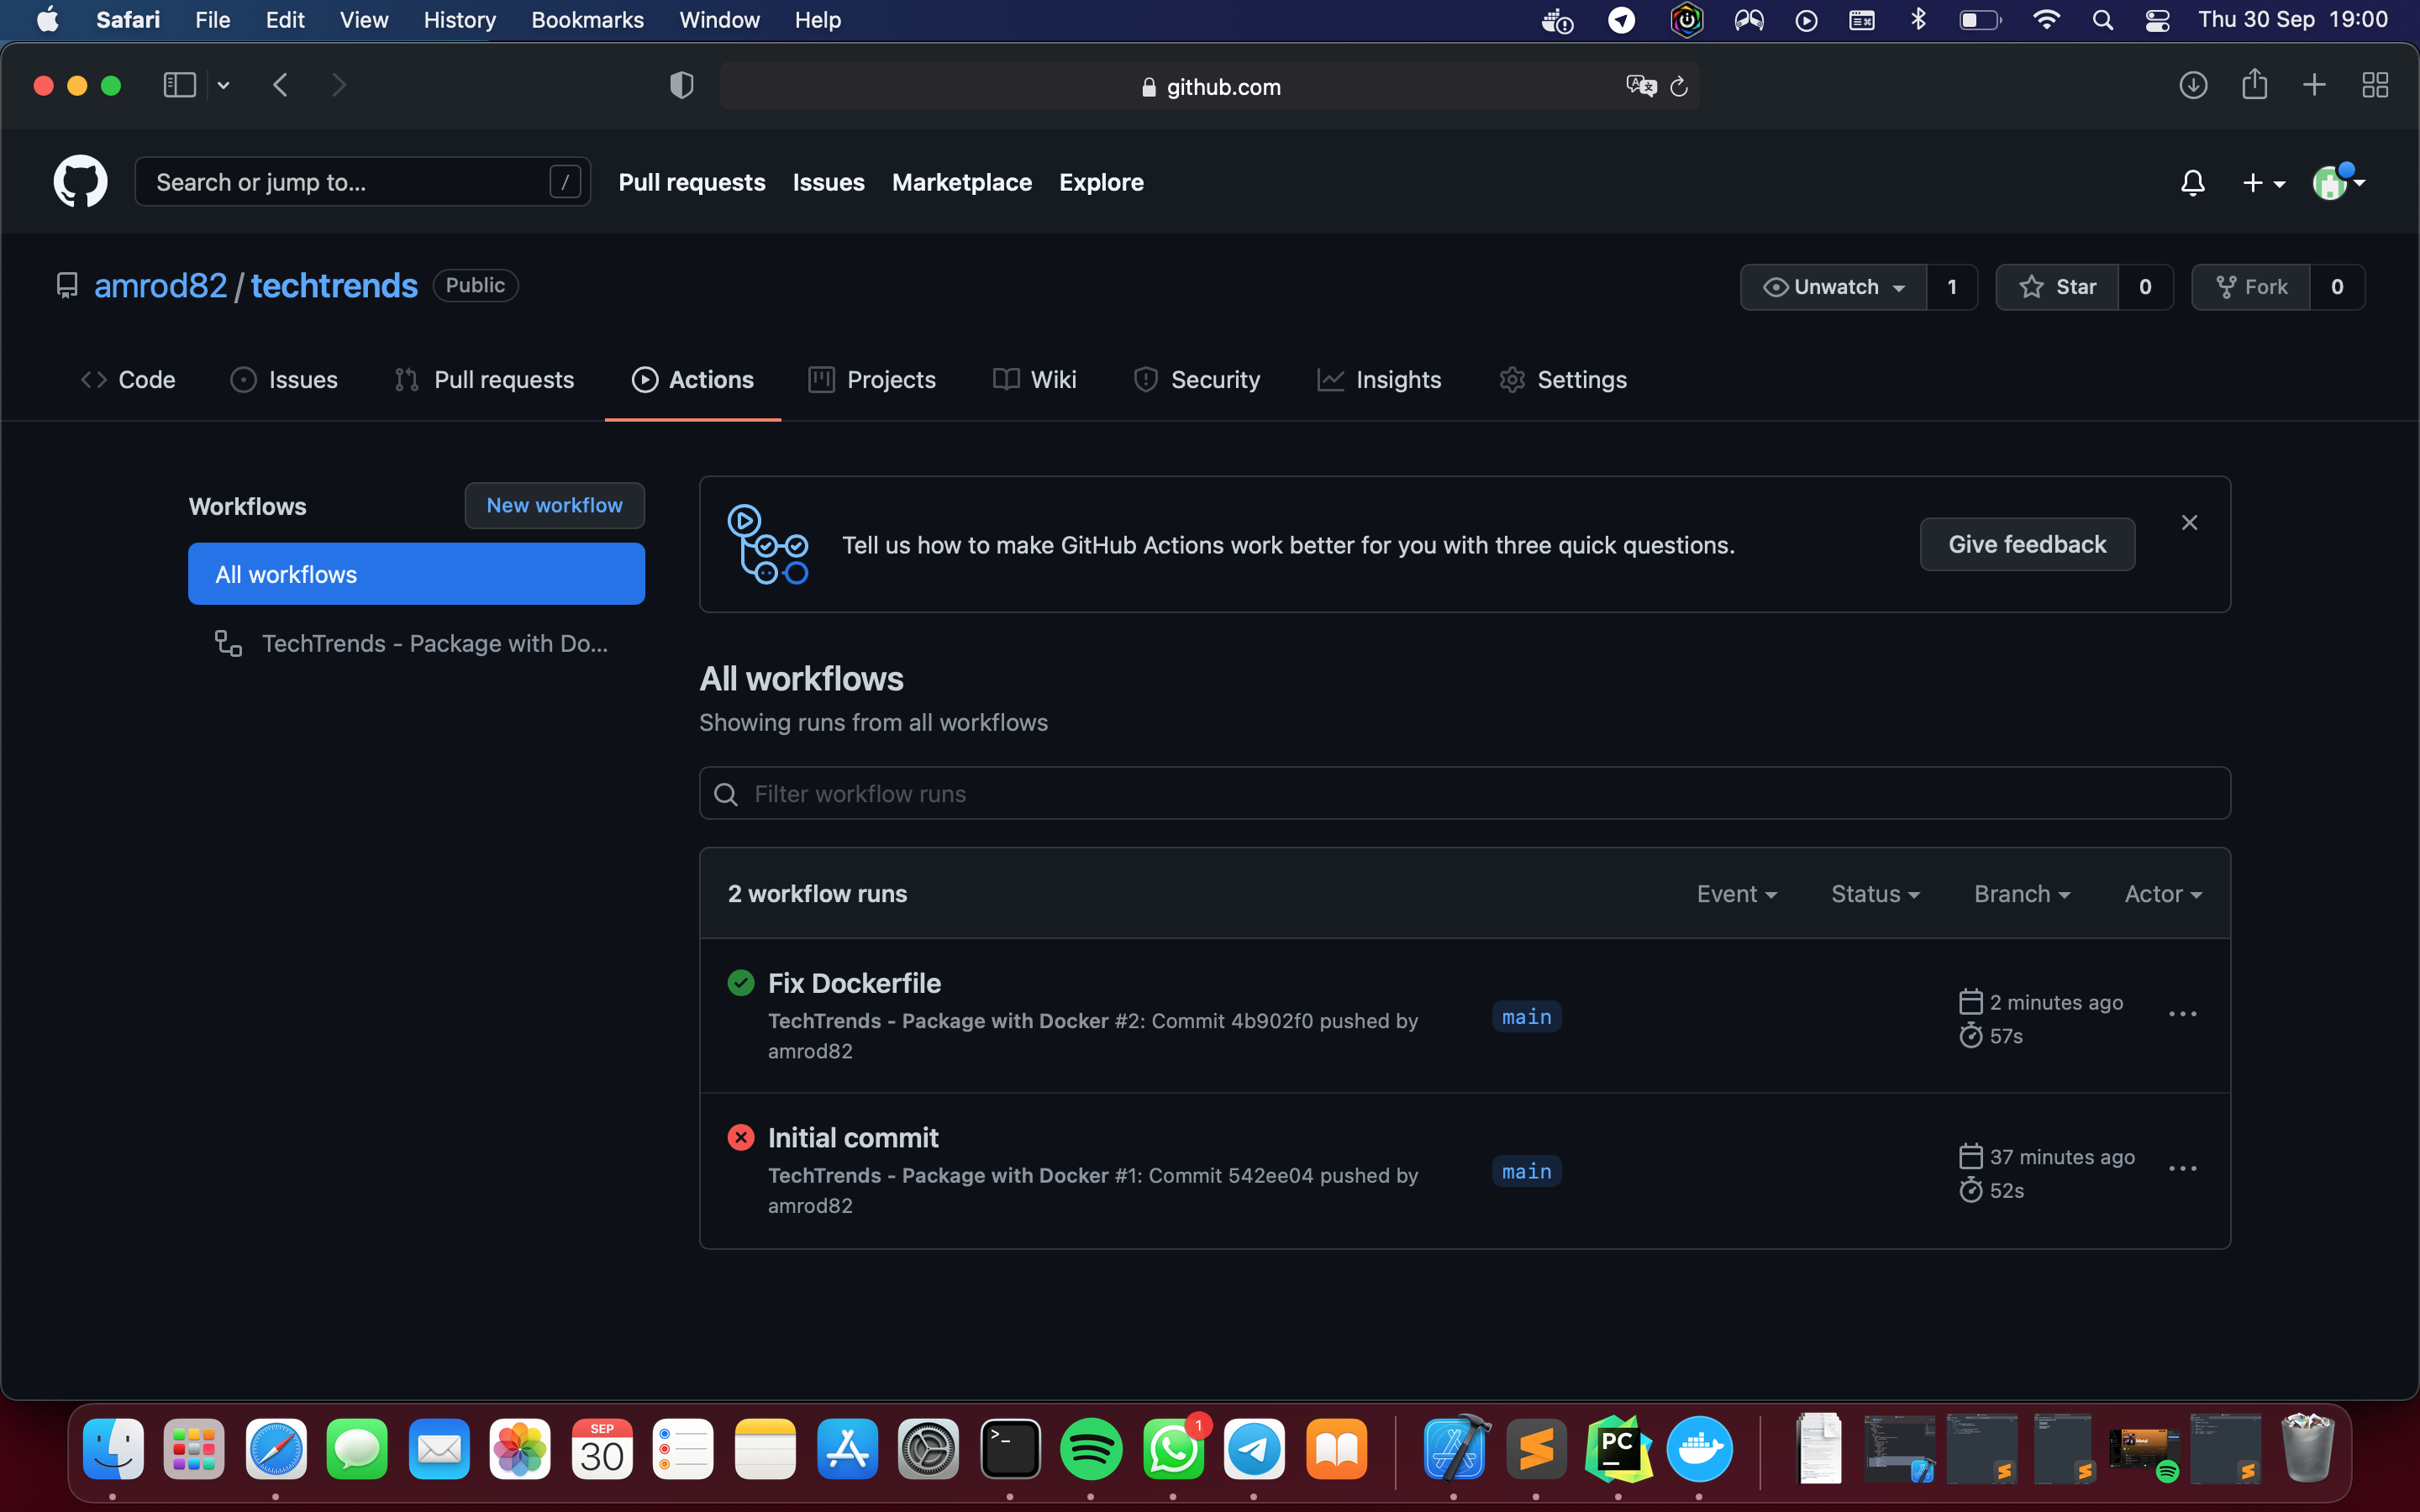 Safari File Edit View History Bookmarks Window Help Thu 30 Sep 19:00
github.com
Search or jump to... / Pull requests Issues Marketplace Explore
amrod82 / techtrends Public Unwatch 1 Star 0 Fork 0
Code Issues Pull requests Actions Projects Wiki Security Insights Settings
Workflows New workflow
All workflows
TechTrends - Package with Do...
Tell us how to make GitHub Actions work better for you with three quick questions. Give feedback
All workflows
Showing runs from all workflows
Filter workflow runs
2 workflow runs Event Status Branch Actor
Fix Dockerfile
TechTrends - Package with Docker #2: Commit 4b902f0 pushed by
amrod82
main
2 minutes ago
57s
Initial commit
TechTrends - Package with Docker #1: Commit 542ee04 pushed by
amrod82
main
37 minutes ago
52s
SEP
30
>_
1
PC